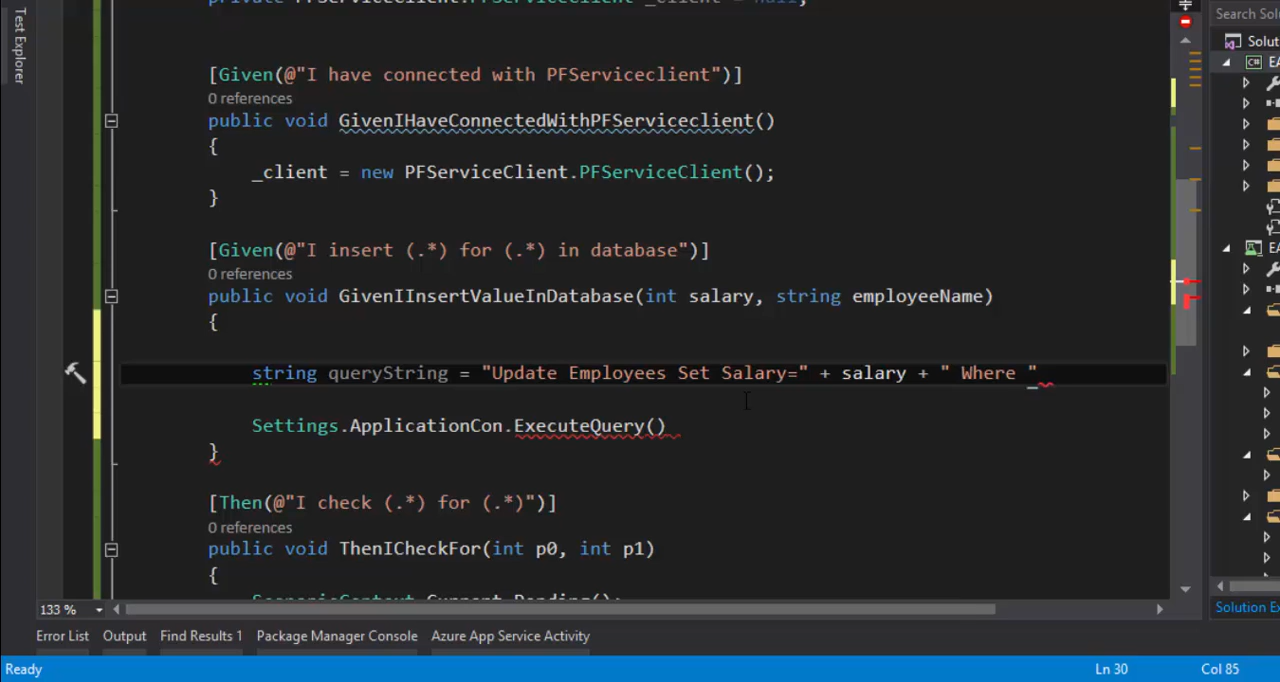 Test Explorer
[Given(@"I have connected with PFServiceclient")]
0 references
public void GivenIHaveConnectedWithPFServiceclient()
{
_client = new PFServiceClient.PFServiceClient();
}
[Given(@"I insert (.*) for (.*) in database")]
0 references
public void GivenIInsertValueInDatabase(int salary, string employeeName)
{
string queryString = "Update Employees Set Salary=" + salary + " Where "
Settings.ApplicationCon.ExecuteQuery()
}
[Then(@"I check (.*) for (.*)")]
0 references
public void ThenICheckFor(int p0, int p1)
{
133 %
Error List Output Find Results 1 Package Manager Console Azure App Service Activity
Ready Ln 30 Col 85
Search Sol
Solut
C# EA
EA
Solution Ex